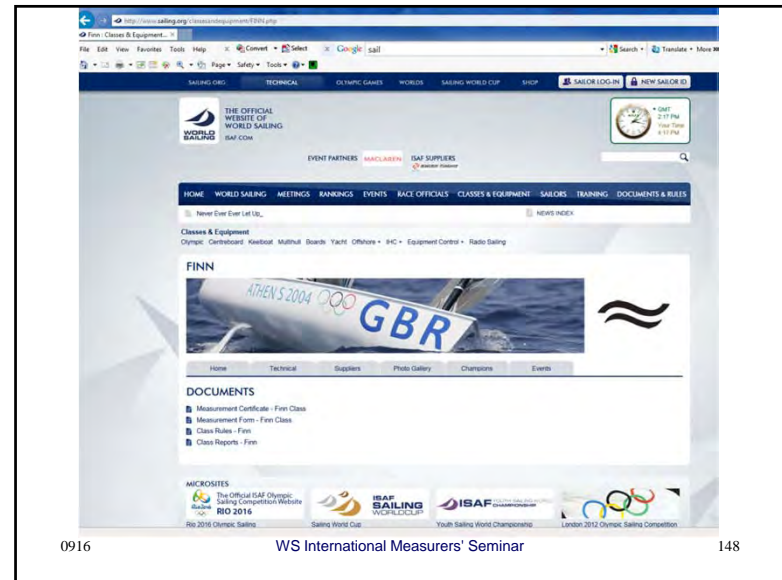 http://www.sailing.org/classesandequipment/FINN.php
Finn : Classes & Equipment...
File Edit View Favorites Tools Help x Convert Select x Google sail Search Translate More
Page Safety Tools
SAILING.ORG TECHNICAL OLYMPIC GAMES WORLDS SAILING WORLD CUP SHOP SAILOR LOG-IN NEW SAILOR ID
WORLD SAILING
THE OFFICIAL
WEBSITE OF
WORLD SAILING
ISAF.COM
GMT
2:17 PM
Your Time
4:17 PM
EVENT PARTNERS MACLAREN ISAF SUPPLIERS
HOME WORLD SAILING MEETINGS RANKINGS EVENTS RACE OFFICIALS CLASSES & EQUIPMENT SAILORS TRAINING DOCUMENTS & RULES
Never Ever Ever Let Up_ NEWS INDEX
Classes & Equipment
Olympic Centreboard Keelboat Multihull Boards Yacht Offshore IHC Equipment Control Radio Sailing
FINN
ATHENS 2004
GBR
Home Technical Suppliers Photo Gallery Champions Events
DOCUMENTS
Measurement Certificate - Finn Class
Measurement Form - Finn Class
Class Rules - Finn
Class Reports - Finn
MICROSITES
The Official ISAF Olympic
Sailing Competition Website
RIO 2016
ISAF
SAILING
WORLDCUP
ISAF YOUTH SAILING WORLD CHAMPIONSHIP
Rio 2016 Olympic Sailing Sailing World Cup Youth Sailing World Championship London 2012 Olympic Sailing Competition
0916 WS International Measurers' Seminar 148